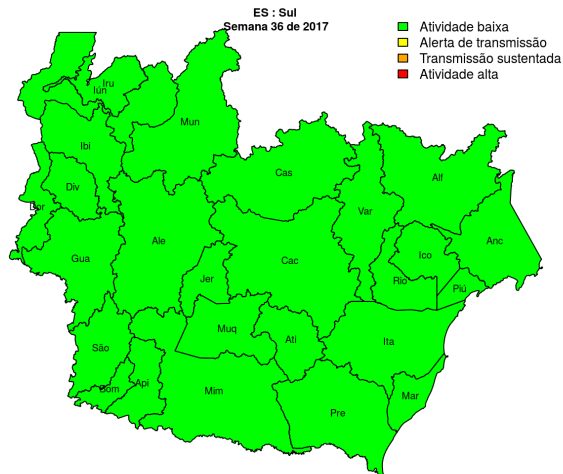 ES : Sul
Semana 36 de 2017
Atividade baixa
Alerta de transmissão
Transmissão sustentada
Atividade alta
Iru
Iún
Mun
Ibi
Cas
Alf
Div
Dor
Var
Ale
Anc
Gua
Cac
Ico
Jer
Rio
Piú
Muq
Ati
Ita
São
Bom
Api
Mim
Mar
Pre